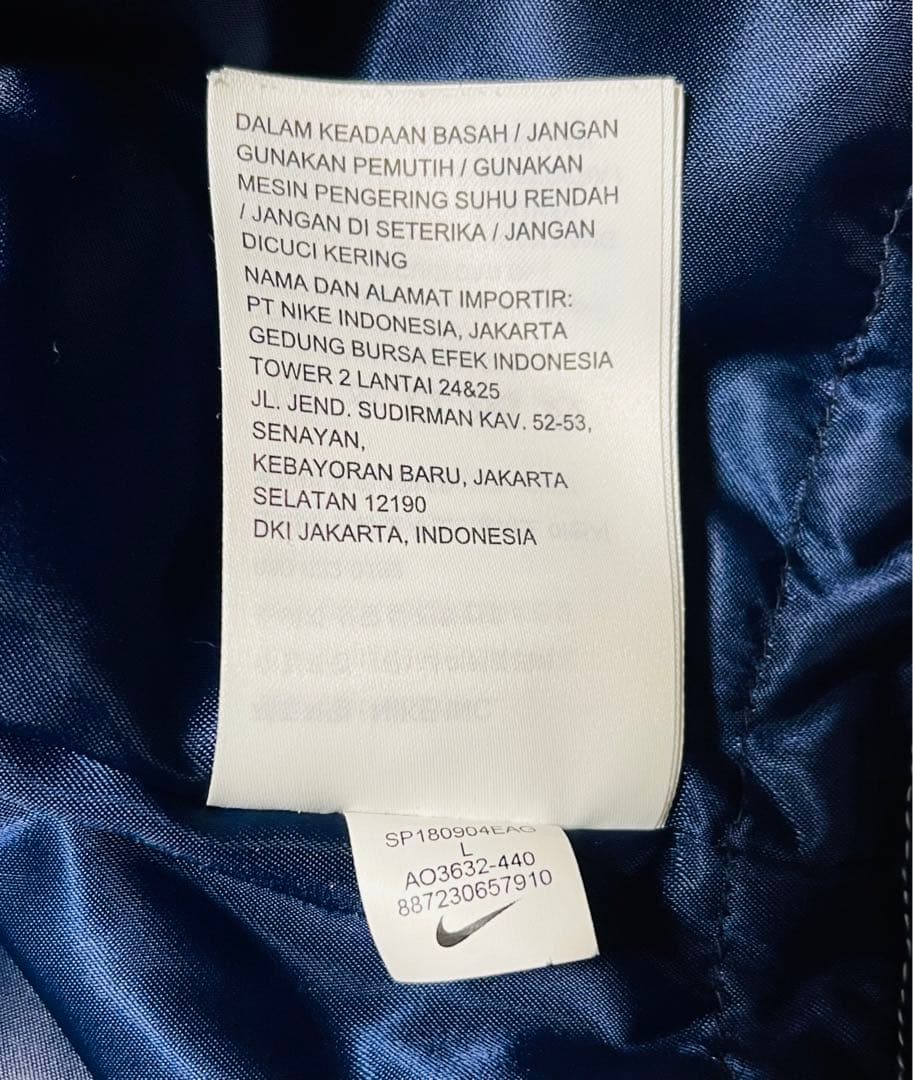 DALAM KEADAAN BASAH / JANGAN
GUNAKAN PEMUTIH / GUNAKAN
MESIN PENGERING SUHU RENDAH
/ JANGAN DI SETERIKA / JANGAN
DICUCI KERING
NAMA DAN ALAMAT IMPORTIR:
PT NIKE INDONESIA, JAKARTA
GEDUNG BURSA EFEK INDONESIA
TOWER 2 LANTAI 24&25
JL. JEND. SUDIRMAN KAV. 52-53,
SENAYAN,
KEBAYORAN BARU, JAKARTA
SELATAN 12190
DKI JAKARTA, INDONESIA
SP180904EAG
L
AO3632-440
887230657910